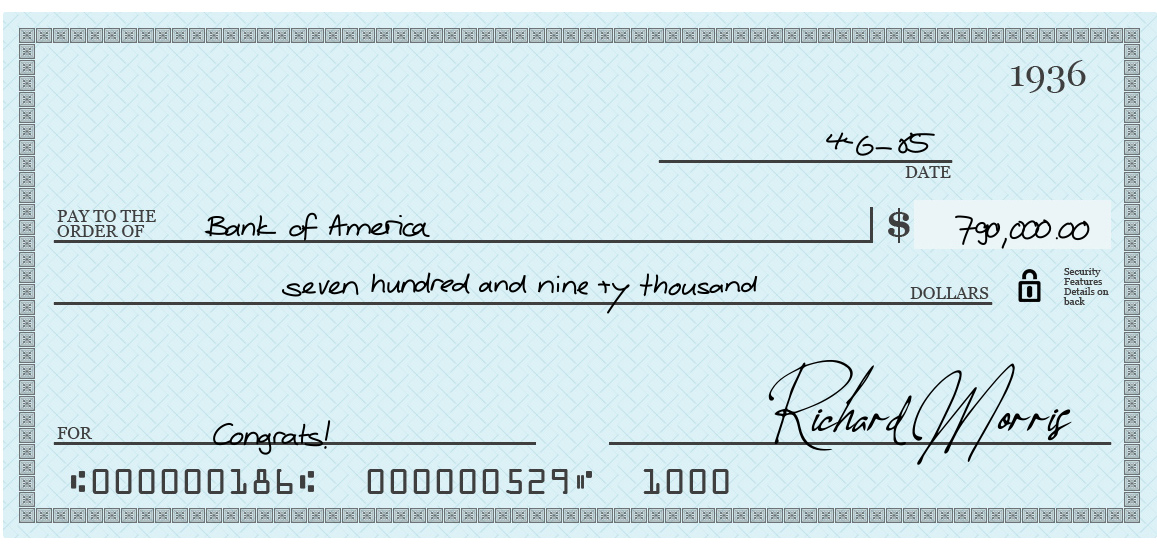 1936
4-6-85
DATE
PAY TO THE
ORDER OF Bank of America $ 790,000.00
seven hundred and nine ty thousand DOLLARS
Security
Features
Details on
back
FOR Congrats! Richard Morris
⑆000000186⑆ 000000529⑈ 1000